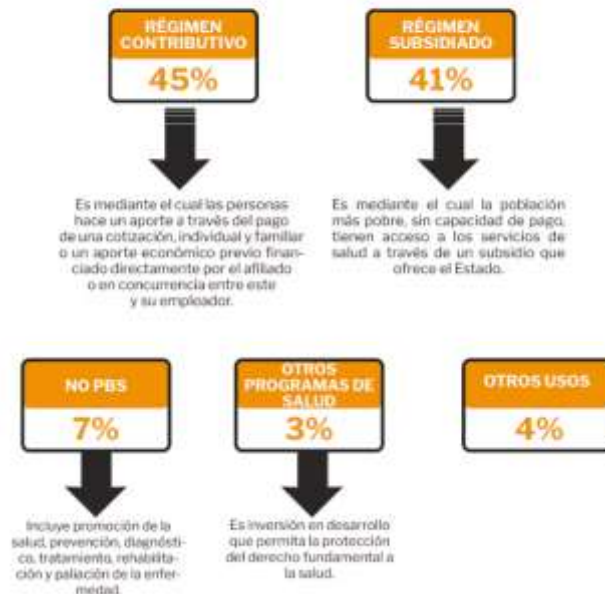 RÉGIMEN
CONTRIBUTIVO
45%
Es mediante el cual las personas
hace un aporte a través del pago
de una cotización, individual y familiar
o un aporte económico previo finan-
ciado directamente por el afiliado
o en concurrencia entre este
y su empleador.
RÉGIMEN
SUBSIDIADO
41%
Es mediante el cual la población
más pobre, sin capacidad de pago,
tienen acceso a los servicios de
salud a través de un subsidio que
ofrece el Estado.
NO PBS
7%
Incluye promoción de la
salud, prevención, diagnósti-
co, tratamiento, rehabilita-
ción y paliación de la enfer-
medad.
OTROS
PROGRAMAS DE
SALUD
3%
Es inversión en desarrollo
que permita la protección
del derecho fundamental a
la salud.
OTROS USOS
4%